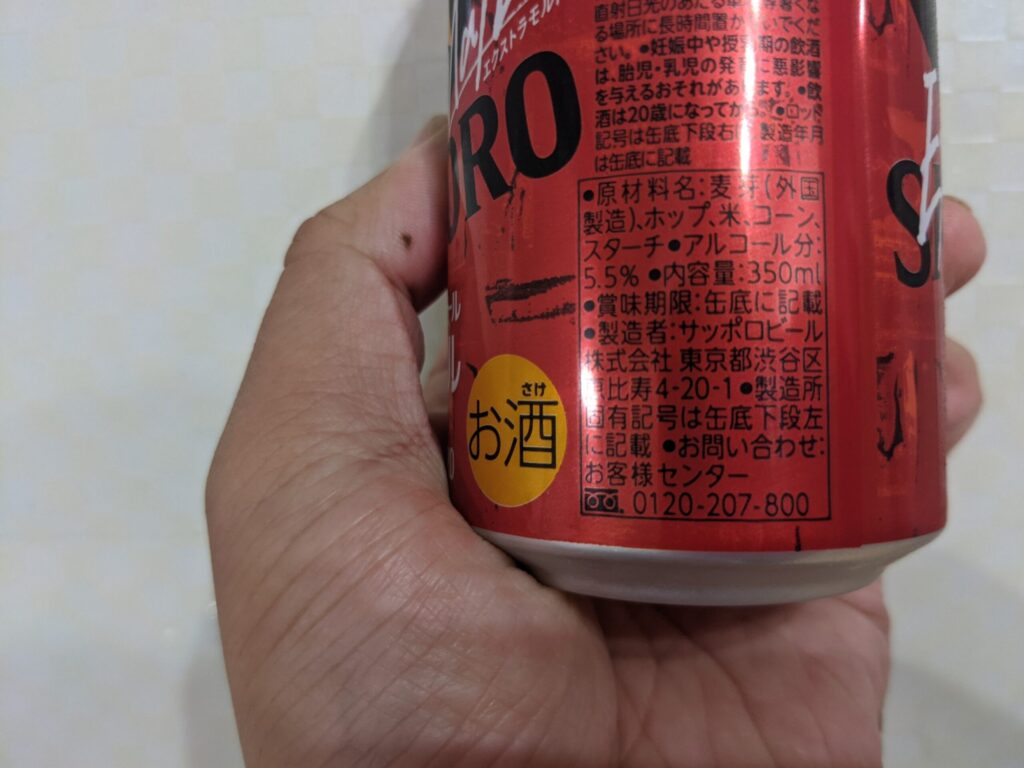 エクストラモル
ORO
直射日光のあたる車
る場所に長時間置か いでくだ
さい。●妊娠中や授乳期の飲酒
は、胎児・乳児の発育に悪影響
を与えるおそれがあります。●飲
酒は20歳になってから。●ロット
記号は缶底下段右に、製造年月
は缶底に記載
●原材料名:麦芽(外国
製造)、ホップ、米、コーン、
スターチ●アルコール分:
5.5% ●内容量:350ml
●賞味期限:缶底に記載
●製造者:サッポロビール
株式会社 東京都渋谷区
恵比寿4-20-1●製造所
固有記号は缶底下段左
に記載 ●お問い合わせ:
お客様センター
0120-207-800
さけ
お酒
ール
ル
S